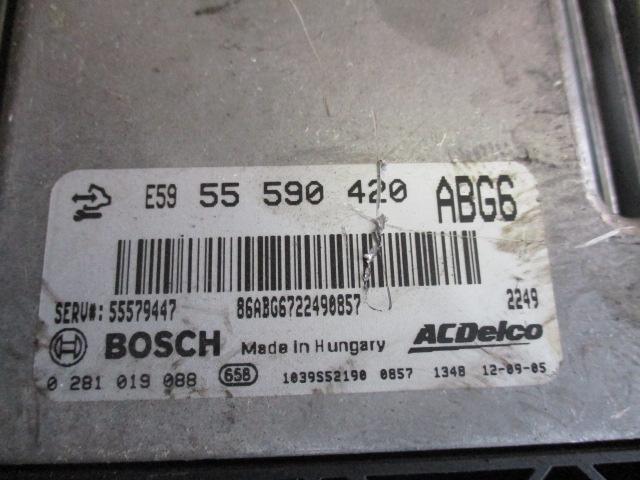 E59 55 590 420 ABG6
SERV#: 55579447 86ABG6722490857 2249
BOSCH Made in Hungary ACDelco
0 281 019 088 658 1039S52190 0857 1348 12-09-05